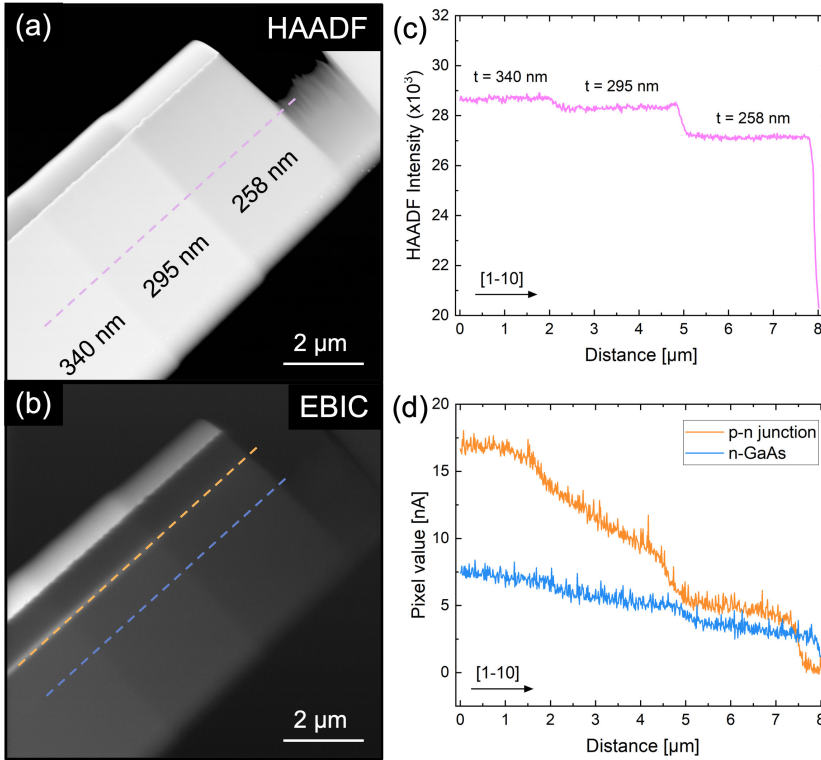 (a)
HAADF
258 nm
295 nm
340 nm
2 µm
(b)
EBIC
2 µm
(c)
32
30
28
26
24
22
20
HAADF Intensity (x10³)
t = 340 nm
t = 295 nm
t = 258 nm
[1-10]
0 1 2 3 4 5 6 7 8
Distance [µm]
(d)
20
15
10
5
0
Pixel value [nA]
p-n junction
n-GaAs
[1-10]
0 1 2 3 4 5 6 7 8
Distance [µm]